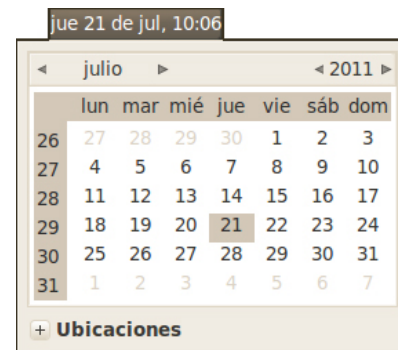 jue 21 de jul, 10:06
julio 2011
lun mar mié jue vie sáb dom
26 27 28 29 30 1 2 3
27 4 5 6 7 8 9 10
28 11 12 13 14 15 16 17
29 18 19 20 21 22 23 24
30 25 26 27 28 29 30 31
31 1 2 3 4 5 6 7
Ubicaciones